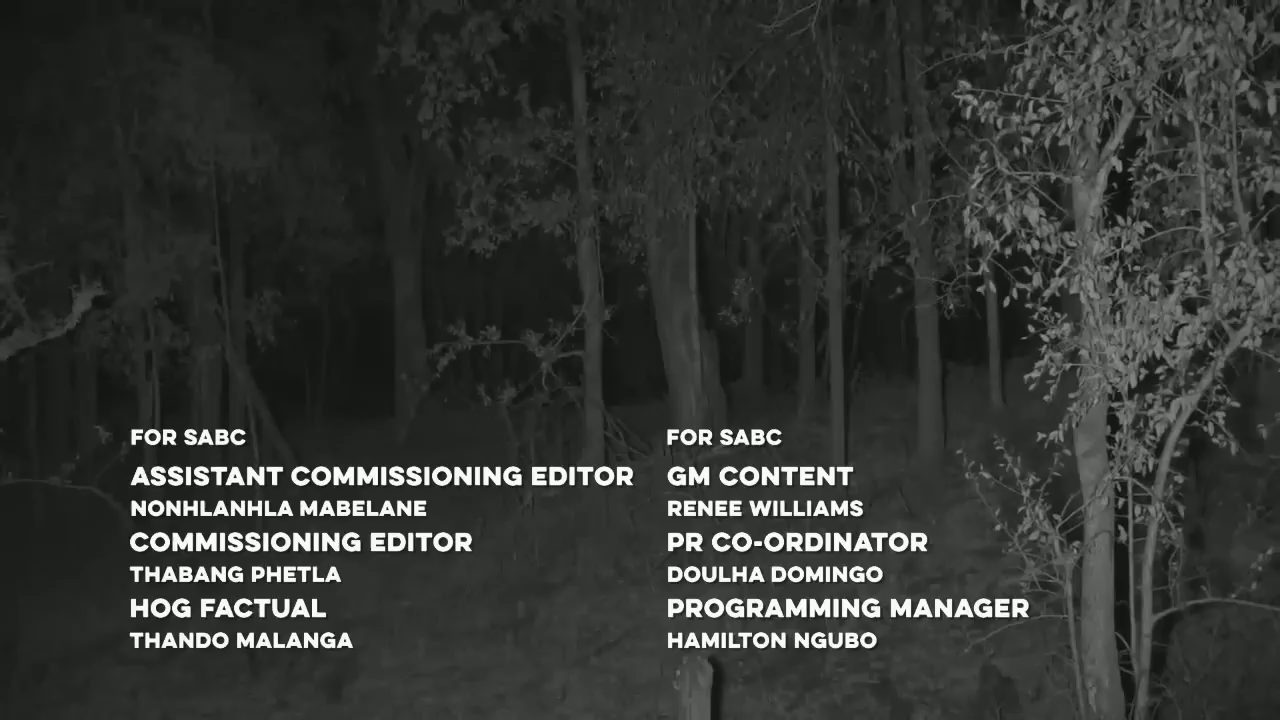 FOR SABC
ASSISTANT COMMISSIONING EDITOR
NONHLANHLA MABELANE
COMMISSIONING EDITOR
THABANG PHETLA
HOG FACTUAL
THANDO MALANGA
FOR SABC
GM CONTENT
RENEE WILLIAMS
PR CO-ORDINATOR
DOULHA DOMINGO
PROGRAMMING MANAGER
HAMILTON NGUBO